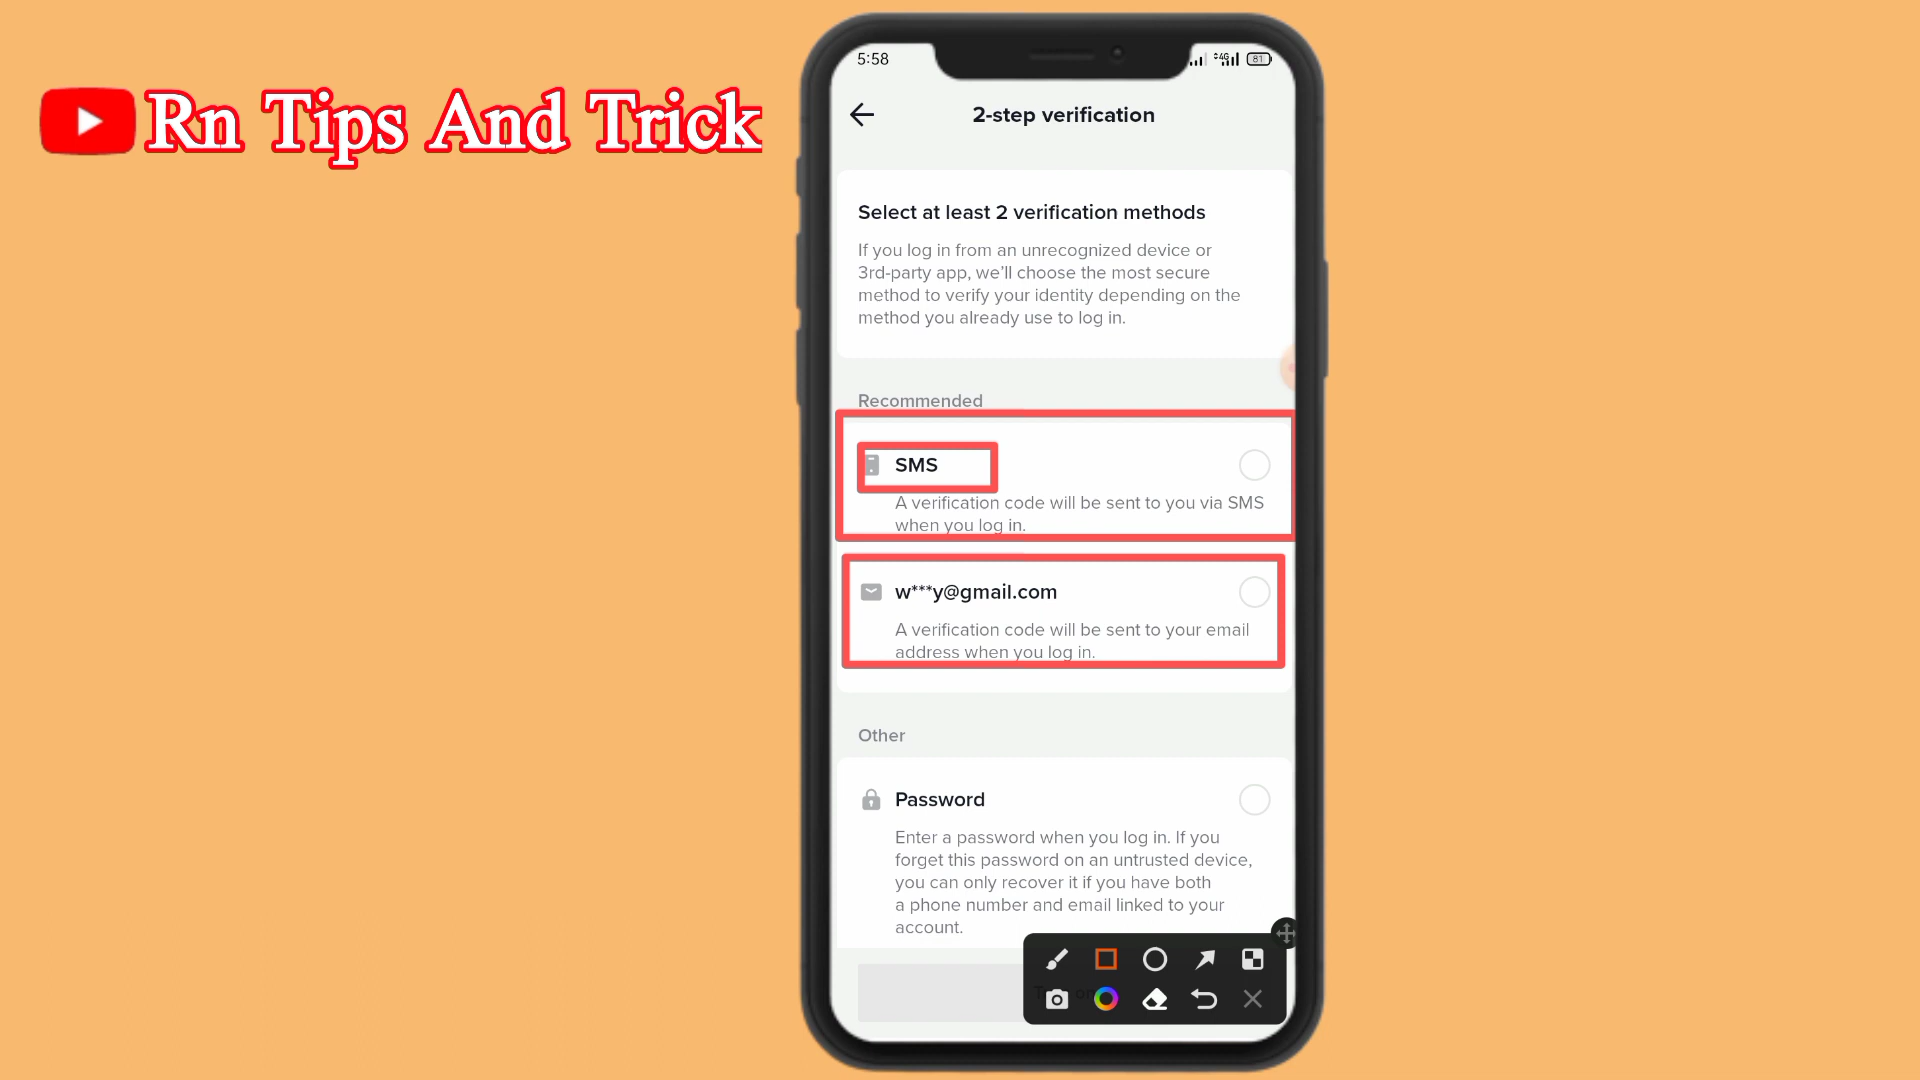 Rn Tips And Trick
5:58
4G
81
2-step verification
Select at least 2 verification methods
If you log in from an unrecognized device or
3rd-party app, we’ll choose the most secure
method to verify your identity depending on the
method you already use to log in.
Recommended
SMS
A verification code will be sent to you via SMS
when you log in.
w***y@gmail.com
A verification code will be sent to your email
address when you log in.
Other
Password
Enter a password when you log in. If you
forget this password on an untrusted device,
you can only recover it if you have both
a phone number and email linked to your
account.